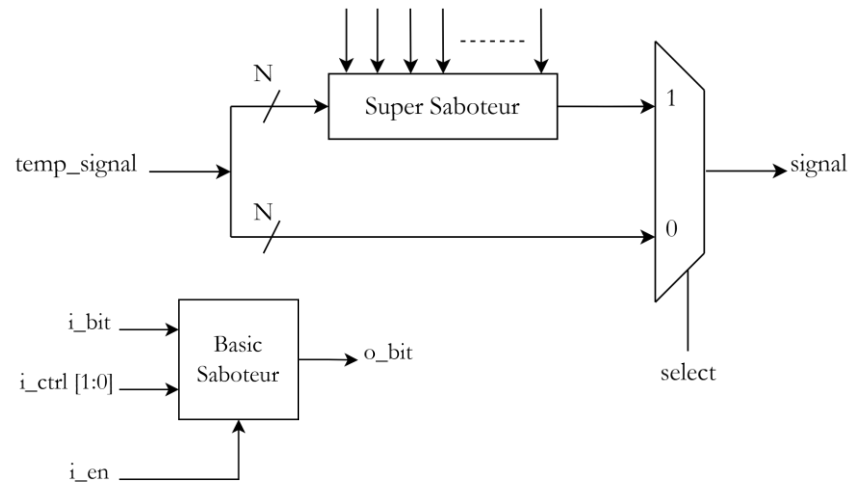 N
Super Saboteur
1
temp_signal
signal
N
0
i_bit
Basic
Saboteur
o_bit
i_ctrl [1:0]
select
i_en